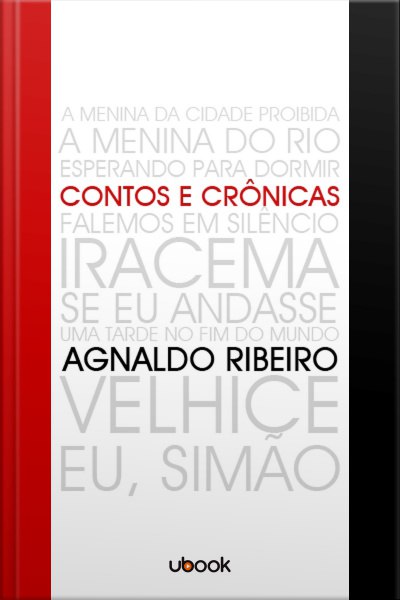 A MENINA DA CIDADE PROIBIDA
A MENINA DO RIO
ESPERANDO PARA DORMIR
CONTOS E CRÔNICAS
FALEMOS EM SILÊNCIO
IRACEMA
SE EU ANDASSE
UMA TARDE NO FIM DO MUNDO
AGNALDO RIBEIRO
VELHICE
EU, SIMÃO
ubook